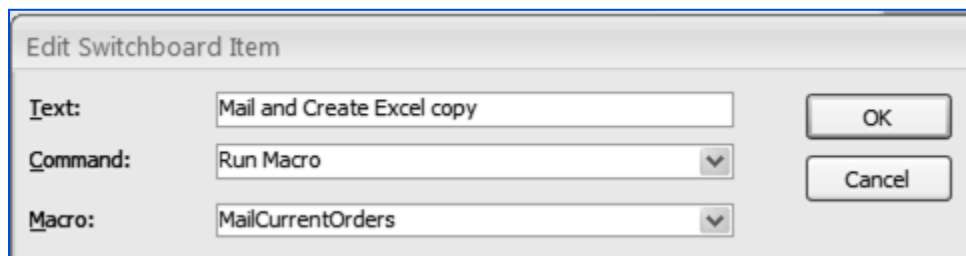 Edit Switchboard Item
Text: Mail and Create Excel copy OK
Command: Run Macro Cancel
Macro: MailCurrentOrders